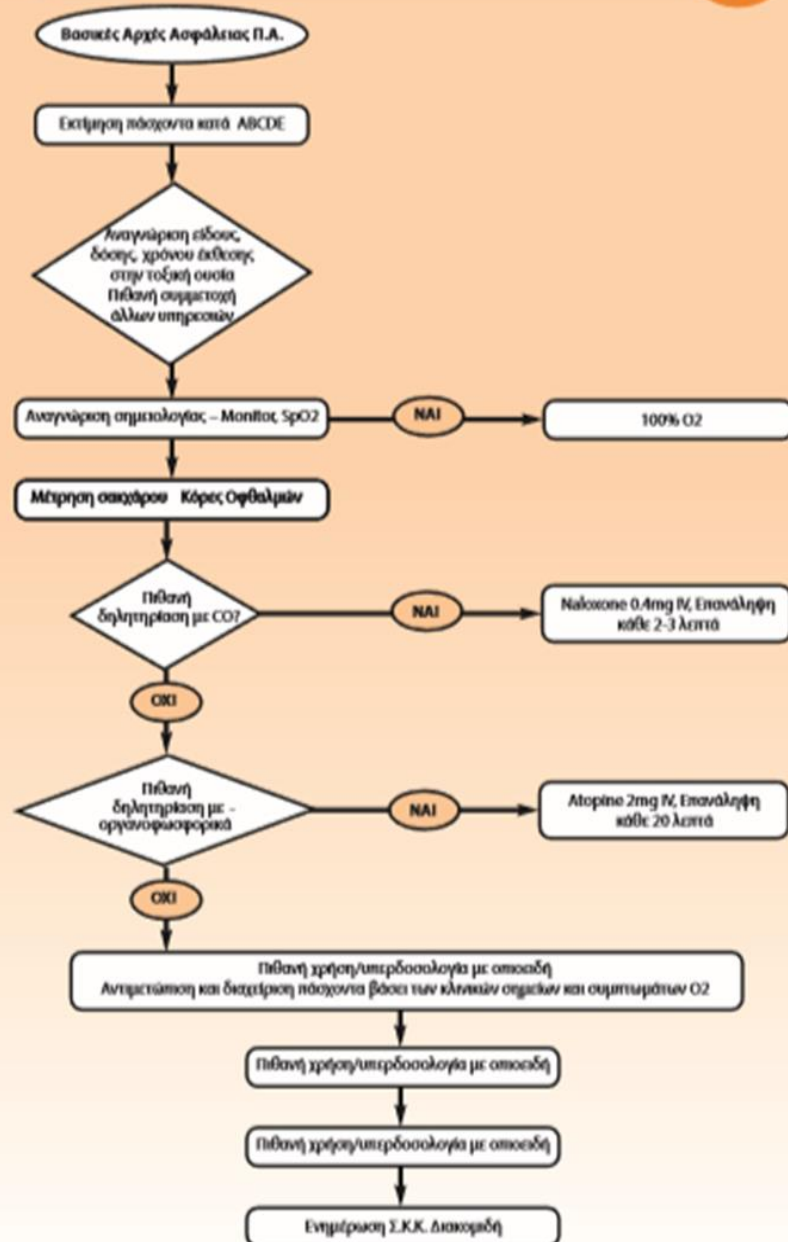 Βασικές Αρχές Ασφάλειας Π.Α.
Εκτίμηση πάσχοντα κατά ABCDE
Αναγνώριση είδους,
δόσης, χρόνου έκθεσης
στην τοξική ουσία
Πιθανή συμμετοχή
άλλων υπηρεσιών
Αναγνώριση σημειολογίας – Monitor, SpO2
ΝΑΙ
100% O2
Μέτρηση σακχάρου Κόρες Οφθαλμών
Πιθανή
δηλητηρίαση με CO?
ΝΑΙ
Naloxone 0.4mg IV, Επανάληψη
κάθε 2-3 λεπτά
ΟΧΙ
Πιθανή
δηλητηρίαση με -
οργανοφωσφορικά
ΝΑΙ
Atopine 2mg IV, Επανάληψη
κάθε 20 λεπτά
ΟΧΙ
Πιθανή χρήση/υπερδοσολογία με οπιοειδή
Αντιμετώπιση και διαχείριση πάσχοντα βάσει των κλινικών σημείων και συμπτωμάτων O2
Πιθανή χρήση/υπερδοσολογία με οπιοειδή
Πιθανή χρήση/υπερδοσολογία με οπιοειδή
Ενημέρωση Σ.Κ.Κ. Διακομιδή